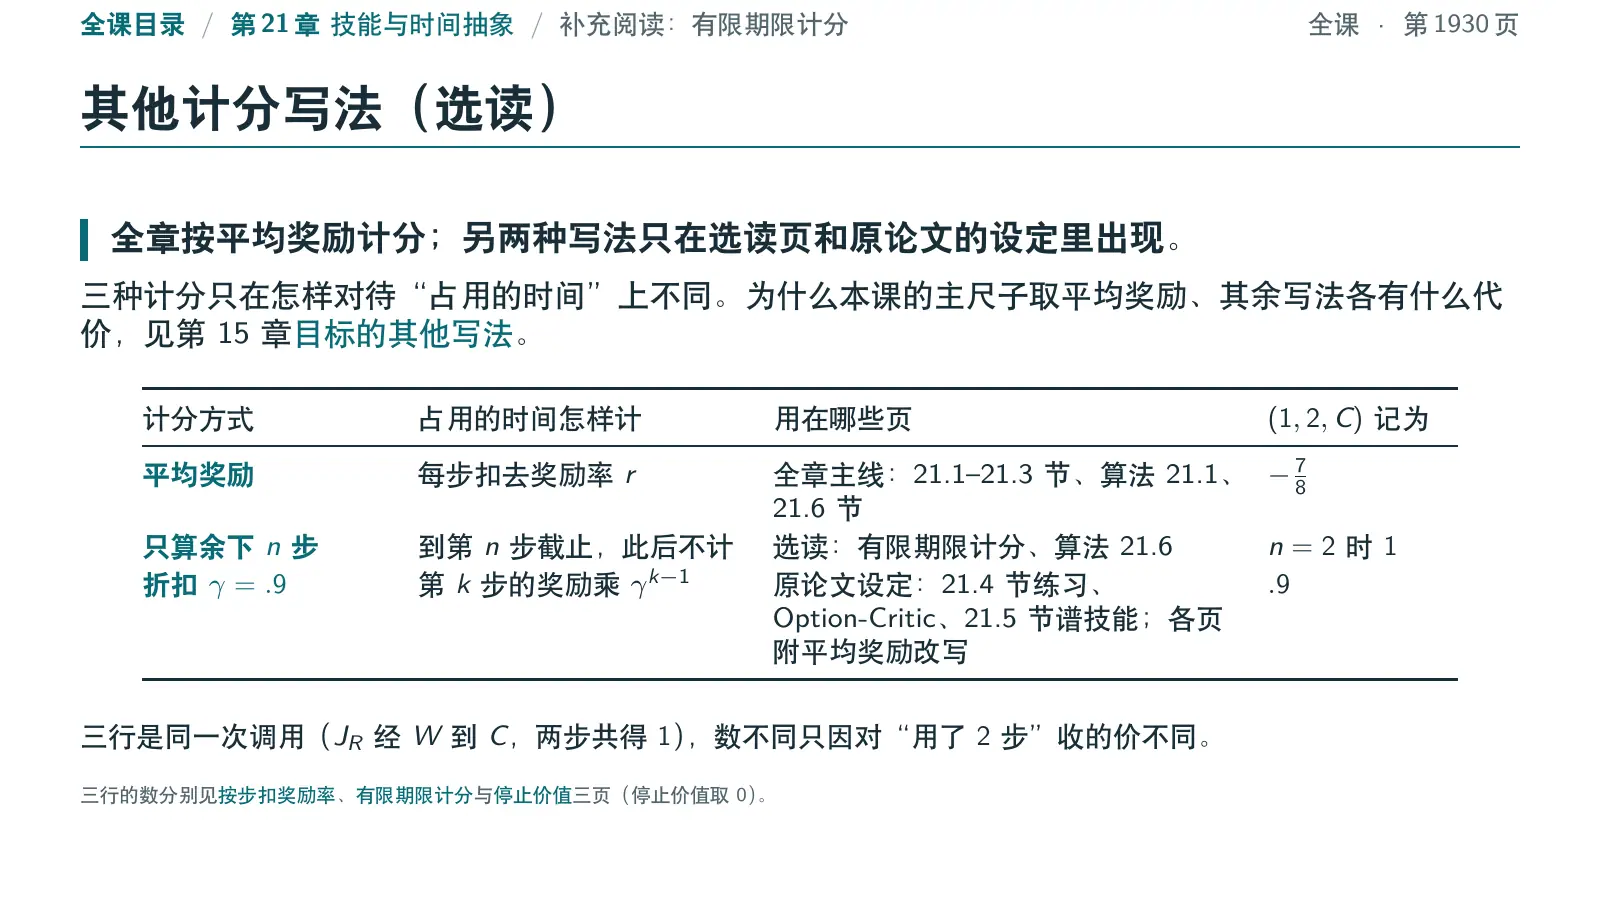 全课目录 / 第 21 章 技能与时间抽象 / 补充阅读：有限期限计分
全课 · 第 1930 页
其他计分写法（选读）
全章按平均奖励计分；另两种写法只在选读页和原论文的设定里出现。
三种计分只在怎样对待“占用的时间”上不同。为什么本课的主尺子取平均奖励、其余写法各有什么代
价，见第 15 章目标的其他写法。
计分方式 占用的时间怎样计 用在哪些页 (1, 2, C) 记为
平均奖励 每步扣去奖励率 r 全章主线：21.1–21.3 节、算法 21.1、 −7/8
21.6 节
只算余下 n 步 到第 n 步截止，此后不计 选读：有限期限计分、算法 21.6 n = 2 时 1
折扣 γ = .9 第 k 步的奖励乘 γ^{k−1} 原论文设定：21.4 节练习、 .9
Option-Critic、21.5 节谱技能；各页
附平均奖励改写
三行是同一次调用（J_R 经 W 到 C，两步共得 1），数不同只因对“用了 2 步”收的价不同。
三行的数分别见按步扣奖励率、有限期限计分与停止价值三页（停止价值取 0）。